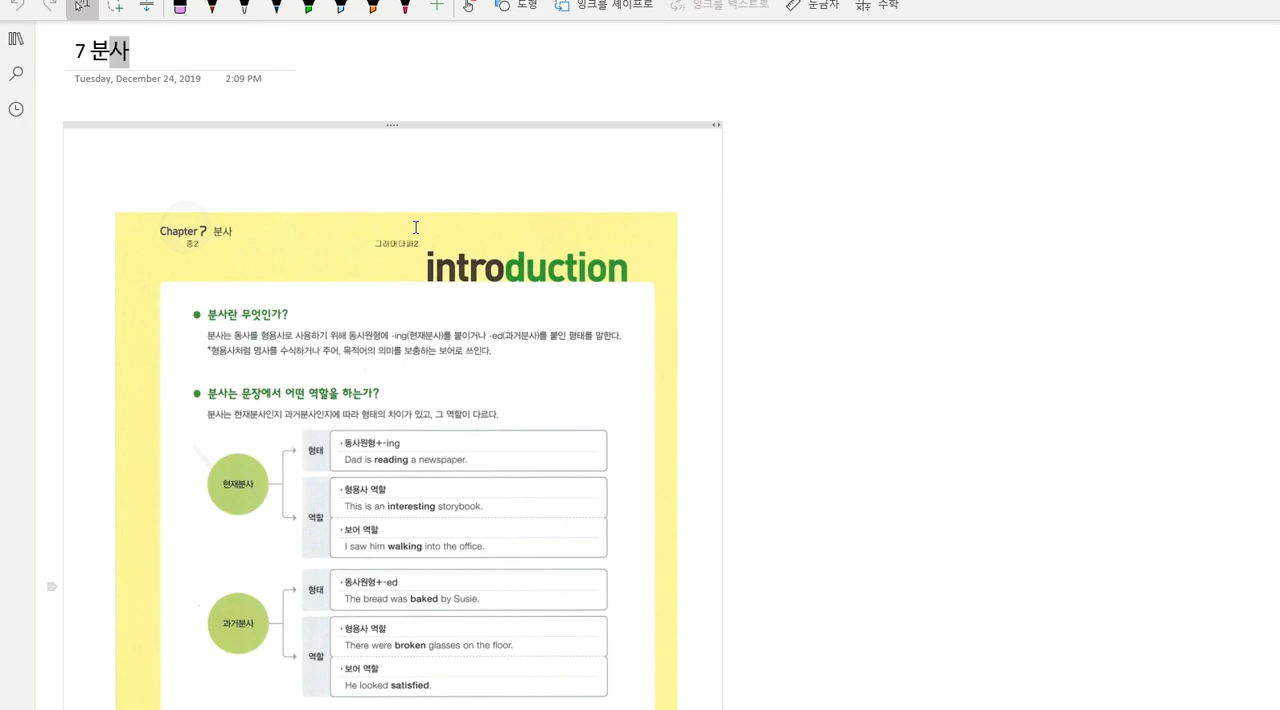 도형 잉크를 셰이프로 잉크를 텍스트로 눈금자 수학
7 분사
Tuesday, December 24, 2019 2:09 PM
Chapter 7 분사
중2 그래머타파2
introduction
분사란 무엇인가?
분사는 동사를 형용사로 사용하기 위해 동사원형에 -ing(현재분사)를 붙이거나 -ed(과거분사)를 붙인 형태를 말한다.
*형용사처럼 명사를 수식하거나 주어, 목적어의 의미를 보충하는 보어로 쓰인다.
분사는 문장에서 어떤 역할을 하는가?
분사는 현재분사인지 과거분사인지에 따라 형태의 차이가 있고, 그 역할이 다르다.
현재분사
형태
· 동사원형+-ing
Dad is reading a newspaper.
역할
· 형용사 역할
This is an interesting storybook.
· 보어 역할
I saw him walking into the office.
과거분사
형태
· 동사원형+-ed
The bread was baked by Susie.
역할
· 형용사 역할
There were broken glasses on the floor.
· 보어 역할
He looked satisfied.